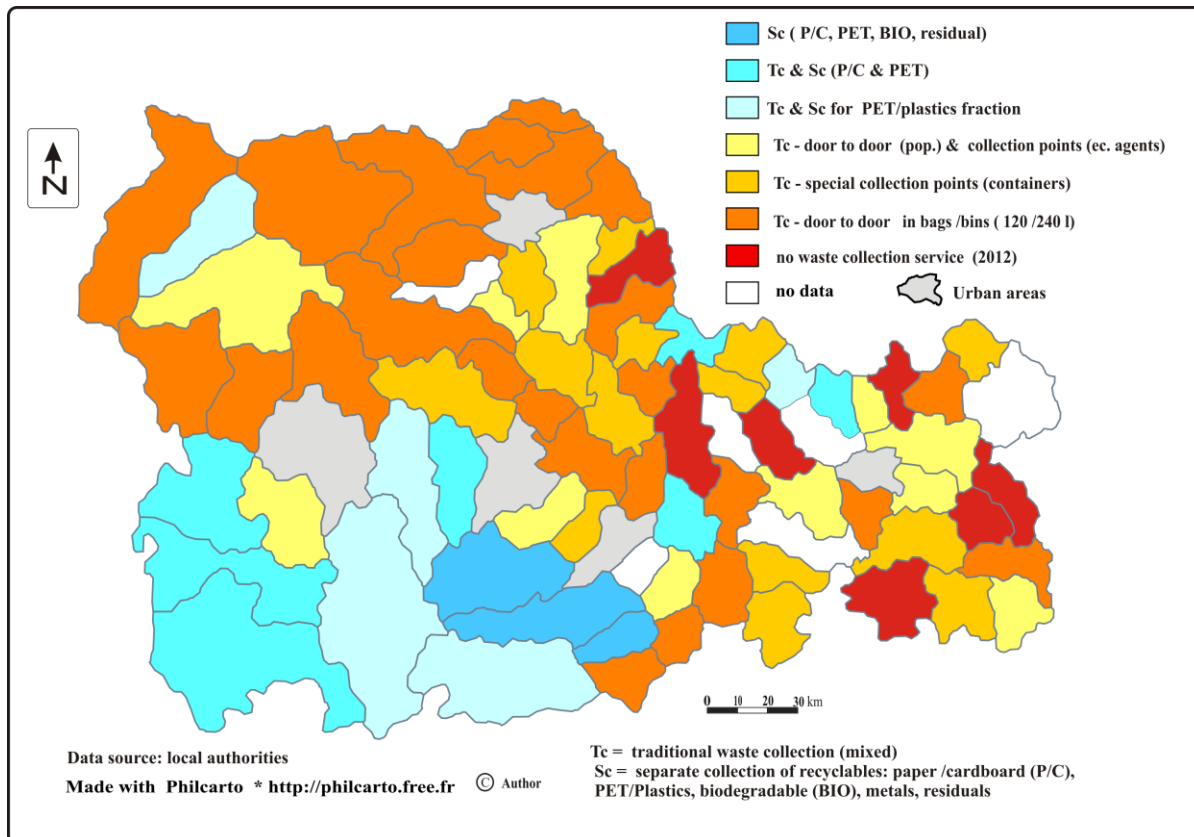 Sc ( P/C, PET, BIO, residual)
Tc & Sc (P/C & PET)
Tc & Sc for PET/plastics fraction
Tc - door to door (pop.) & collection points (ec. agents)
Tc - special collection points (containers)
Tc - door to door in bags /bins ( 120 /240 l)
no waste collection service (2012)
no data
Urban areas
N
0 10 20 30 km
Data source: local authorities
Made with Philcarto * http://philcarto.free.fr © Author
Tc = traditional waste collection (mixed)
Sc = separate collection of recyclables: paper /cardboard (P/C),
PET/Plastics, biodegradable (BIO), metals, residuals